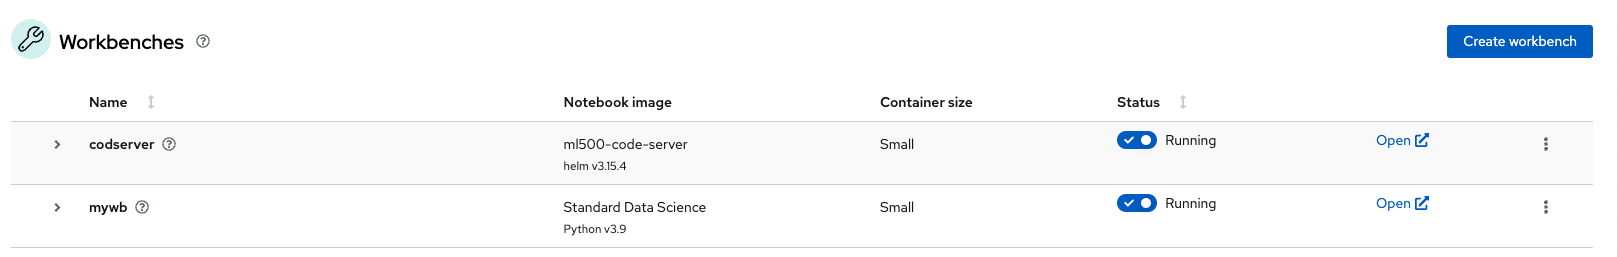 Workbenches
Create workbench
Name Notebook image Container size Status
codserver ml500-code-server Small Running Open
helm v3.15.4
mywb Standard Data Science Small Running Open
Python v3.9